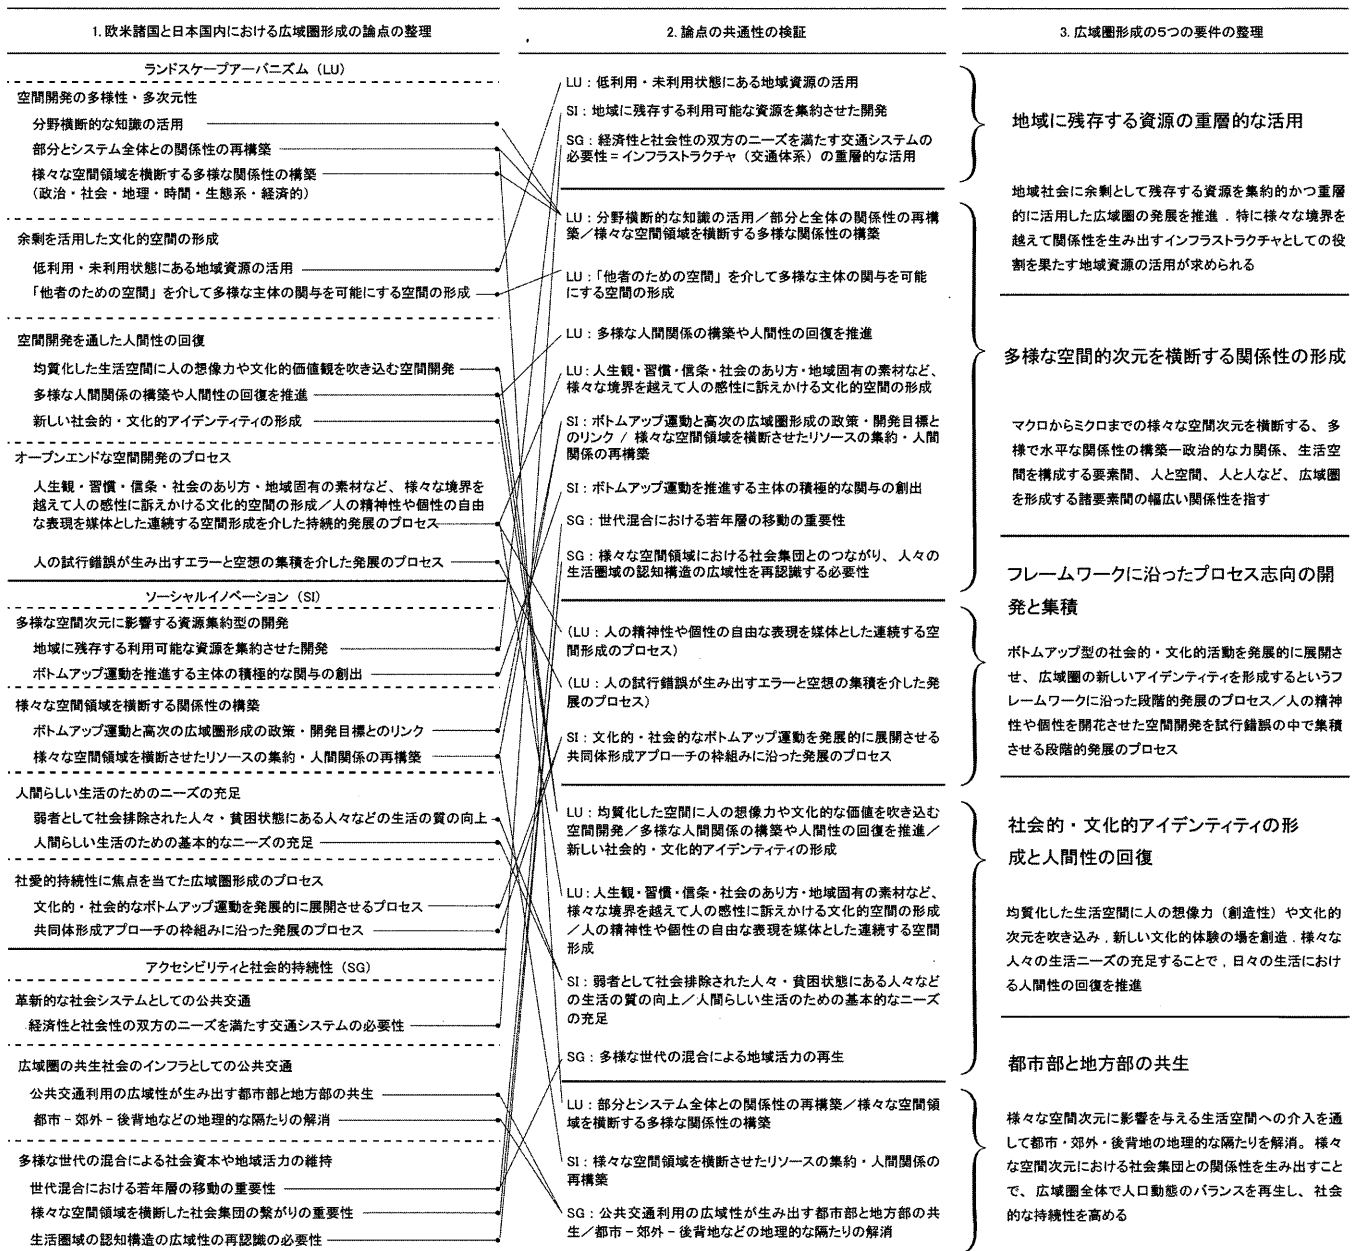 1. 欧米諸国と日本国内における広域圏形成の論点の整理
ランドスケープアーバニズム（LU）
空間開発の多様性・多次元性
分野横断的な知識の活用
部分とシステム全体との関係性の再構築
様々な空間領域を横断する多様な関係性の構築
（政治・社会・地理・時間・生態系・経済的）
余剰を活用した文化的空間の形成
低利用・未利用状態にある地域資源の活用
「他者のための空間」を介して多様な主体の関与を可能にする空間の形成
空間開発を通した人間性の回復
均質化した生活空間に人の想像力や文化的価値観を吹き込む空間開発
多様な人間関係の構築や人間性の回復を推進
新しい社会的・文化的アイデンティティの形成
オープンエンドな空間開発のプロセス
人生観・習慣・信条・社会のあり方・地域固有の素材など、様々な境界を
越えて人の感性に訴えかける文化的空間の形成／人の精神性や個性の自由
な表現を媒体とした連続する空間形成を介した持続的発展のプロセス
人の試行錯誤が生み出すエラーと空想の集積を介した発展のプロセス
ソーシャルイノベーション（SI）
多様な空間次元に影響する資源集約型の開発
地域に残存する利用可能な資源を集約させた開発
ボトムアップ運動を推進する主体の積極的な関与の創出
様々な空間領域を横断する関係性の構築
ボトムアップ運動と高次の広域圏形成の政策・開発目標とのリンク
様々な空間領域を横断させたリソースの集約・人間関係の再構築
人間らしい生活のためのニーズの充足
弱者として社会排除された人々・貧困状態にある人々などの生活の質の向上
人間らしい生活のための基本的なニーズの充足
社愛的持続性に焦点を当てた広域圏形成のプロセス
文化的・社会的なボトムアップ運動を発展的に展開させるプロセス
共同体形成アプローチの枠組みに沿った発展のプロセス
アクセシビリティと社会的持続性（SG）
革新的な社会システムとしての公共交通
経済性と社会性の双方のニーズを満たす交通システムの必要性
広域圏の共生社会のインフラとしての公共交通
公共交通利用の広域性が生み出す都市部と地方部の共生
都市－郊外－後背地などの地理的な隔たりの解消
多様な世代の混合による社会資本や地域活力の維持
世代混合における若年層の移動の重要性
様々な空間領域を横断した社会集団の繋がりの重要性
生活圏域の認知構造の広域性の再認識の必要性
2. 論点の共通性の検証
LU：低利用・未利用状態にある地域資源の活用
SI：地域に残存する利用可能な資源を集約させた開発
SG：経済性と社会性の双方のニーズを満たす交通システムの
必要性＝インフラストラクチャ（交通体系）の重層的な活用
LU：分野横断的な知識の活用／部分と全体の関係性の再構
築／様々な空間領域を横断する多様な関係性の構築
LU：「他者のための空間」を介して多様な主体の関与を可能
にする空間の形成
LU：多様な人間関係の構築や人間性の回復を推進
LU：人生観・習慣・信条・社会のあり方・地域固有の素材など、
様々な境界を越えて人の感性に訴えかける文化的空間の形成
SI：ボトムアップ運動と高次の広域圏形成の政策・開発目標と
のリンク / 様々な空間領域を横断させたリソースの集約・人間
関係の再構築
SI：ボトムアップ運動を推進する主体の積極的な関与の創出
SG：世代混合における若年層の移動の重要性
SG：様々な空間領域における社会集団とのつながり、人々の
生活圏域の認知構造の広域性を再認識する必要性
（LU：人の精神性や個性の自由な表現を媒体とした連続する空
間形成のプロセス）
（LU：人の試行錯誤が生み出すエラーと空想の集積を介した発
展のプロセス）
SI：文化的・社会的なボトムアップ運動を発展的に展開させる
共同体形成アプローチの枠組みに沿った発展のプロセス
LU：均質化した空間に人の想像力や文化的な価値を吹き込む
空間開発／多様な人間関係の構築や人間性の回復を推進／
新しい社会的・文化的アイデンティティの形成
LU：人生観・習慣・信条・社会のあり方・地域固有の素材など、
様々な境界を越えて人の感性に訴えかける文化的空間の形成
／人の精神性や個性の自由な表現を媒体とした連続する空間
形成
SI：弱者として社会排除された人々・貧困状態にある人々など
の生活の質の向上／人間らしい生活のための基本的なニーズ
の充足
SG：多様な世代の混合による地域活力の再生
LU：部分とシステム全体との関係性の再構築／様々な空間領
域を横断する多様な関係性の構築
SI：様々な空間領域を横断させたリソースの集約・人間関係の
再構築
SG：公共交通利用の広域性が生み出す都市部と地方部の共
生／都市－郊外－後背地などの地理的な隔たりの解消
3. 広域圏形成の5つの要件の整理
地域に残存する資源の重層的な活用
地域社会に余剰として残存する資源を集約的かつ重層
的に活用した広域圏の発展を推進．特に様々な境界を
越えて関係性を生み出すインフラストラクチャとしての役
割を果たす地域資源の活用が求められる
多様な空間的次元を横断する関係性の形成
マクロからミクロまでの様々な空間次元を横断する、多
様で水平な関係性の構築―政治的な力関係、生活空
間を構成する要素間、人と空間、人と人など、広域圏
を形成する諸要素間の幅広い関係性を指す
フレームワークに沿ったプロセス志向の開
発と集積
ボトムアップ型の社会的・文化的活動を発展的に展開さ
せ、広域圏の新しいアイデンティティを形成するというフ
レームワークに沿った段階的発展のプロセス／人の精神
性や個性を開花させた空間開発を試行錯誤の中で集積
させる段階的発展のプロセス
社会的・文化的アイデンティティの形
成と人間性の回復
均質化した生活空間に人の想像力（創造性）や文化的
次元を吹き込み．新しい文化的体験の場を創造．様々な
人々の生活ニーズの充足することで，日々の生活におけ
る人間性の回復を推進
都市部と地方部の共生
様々な空間次元に影響を与える生活空間への介入を通
して都市・郊外・後背地の地理的な隔たりを解消。様々
な空間次元における社会集団との関係性を生み出すこと
で、広域圏全体で人口動態のバランスを再生し、社会
的な持続性を高める